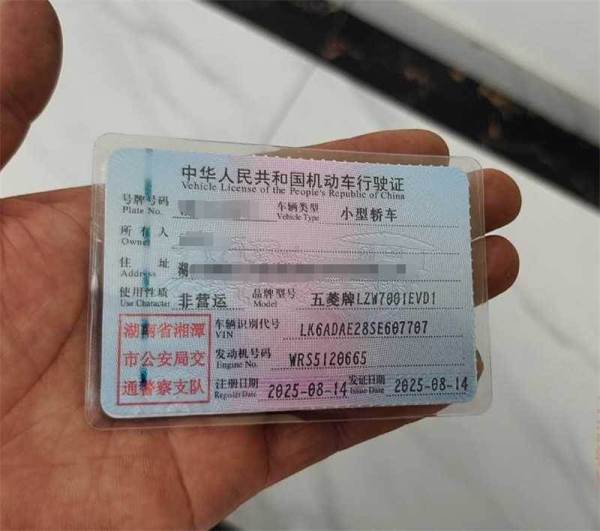 中华人民共和国机动车行驶证
Vehicle License of the People's Republic of China
号牌号码
Plate No.
车辆类型 小型轿车
Vehicle Type
所有人
Owner
住址 湖
Address
使用性质 非营运
Use Character
品牌型号 五菱牌LZW7001EVD1
Model
湖南省湘潭
市公安局交
通警察支队
车辆识别代号 LK6ADAE28SE607707
VIN
发动机号码 WRS5120665
Engine No.
注册日期 2025-08-14
Register Date
发证日期 2025-08-14
Issue Date